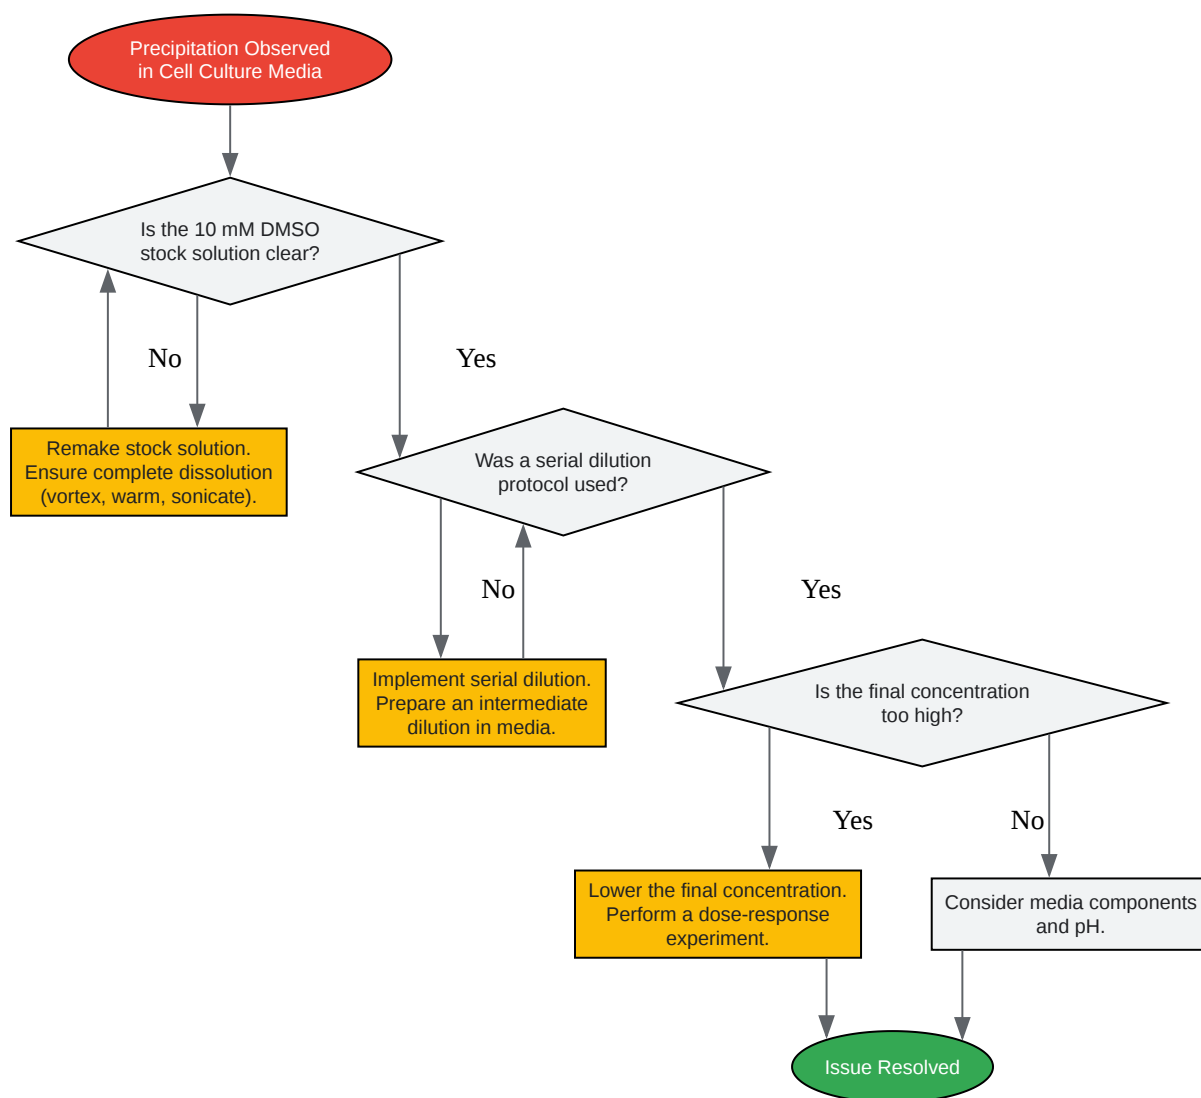 Precipitation Observed
in Cell Culture Media
Is the 10 mM DMSO
stock solution clear?
No
Yes
Remake stock solution.
Ensure complete dissolution
(vortex, warm, sonicate).
Was a serial dilution
protocol used?
No
Yes
Implement serial dilution.
Prepare an intermediate
dilution in media.
Is the final concentration
too high?
Yes
No
Lower the final concentration.
Perform a dose-response
experiment.
Consider media components
and pH.
Issue Resolved